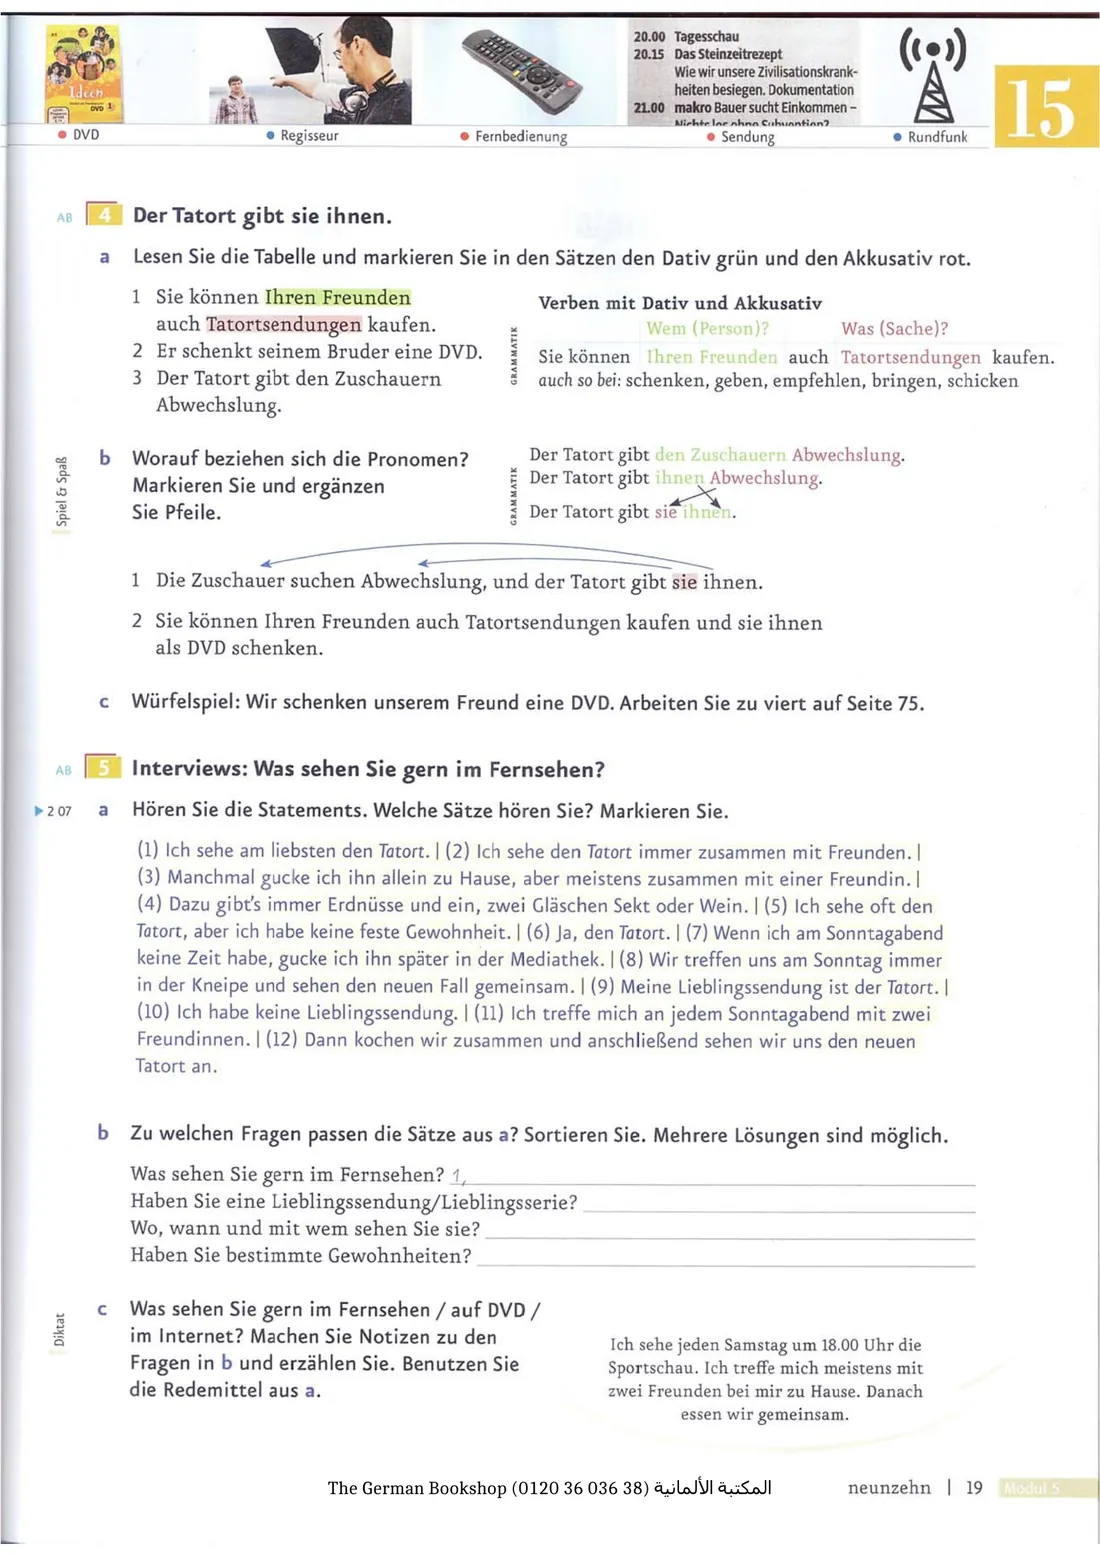 Ideen
DVD 1
20.00 Tagesschau
20.15 Das Steinzeitrezept
Wie wir unsere Zivilisationskrank-
heiten besiegen. Dokumentation
21.00 makro Bauer sucht Einkommen –
Nichts los ohne Subvention?
DVD
Regisseur
Fernbedienung
Sendung
Rundfunk
15
AB 4 Der Tatort gibt sie ihnen.
a Lesen Sie die Tabelle und markieren Sie in den Sätzen den Dativ grün und den Akkusativ rot.
1 Sie können Ihren Freunden
auch Tatortsendungen kaufen.
2 Er schenkt seinem Bruder eine DVD.
3 Der Tatort gibt den Zuschauern
Abwechslung.
GRAMMATIK
Verben mit Dativ und Akkusativ
Wem (Person)? Was (Sache)?
Sie können Ihren Freunden auch Tatortsendungen kaufen.
auch so bei: schenken, geben, empfehlen, bringen, schicken
Spiel & Spaß
b Worauf beziehen sich die Pronomen?
Markieren Sie und ergänzen
Sie Pfeile.
GRAMMATIK
Der Tatort gibt den Zuschauern Abwechslung.
Der Tatort gibt ihnen Abwechslung.
Der Tatort gibt sie ihnen.
1 Die Zuschauer suchen Abwechslung, und der Tatort gibt sie ihnen.
2 Sie können Ihren Freunden auch Tatortsendungen kaufen und sie ihnen
als DVD schenken.
c Würfelspiel: Wir schenken unserem Freund eine DVD. Arbeiten Sie zu viert auf Seite 75.
AB 5 Interviews: Was sehen Sie gern im Fernsehen?
▶ 2 07 a Hören Sie die Statements. Welche Sätze hören Sie? Markieren Sie.
(1) Ich sehe am liebsten den Tatort. | (2) Ich sehe den Tatort immer zusammen mit Freunden. |
(3) Manchmal gucke ich ihn allein zu Hause, aber meistens zusammen mit einer Freundin. |
(4) Dazu gibt's immer Erdnüsse und ein, zwei Gläschen Sekt oder Wein. | (5) Ich sehe oft den
Tatort, aber ich habe keine feste Gewohnheit. | (6) Ja, den Tatort. | (7) Wenn ich am Sonntagabend
keine Zeit habe, gucke ich ihn später in der Mediathek. | (8) Wir treffen uns am Sonntag immer
in der Kneipe und sehen den neuen Fall gemeinsam. | (9) Meine Lieblingssendung ist der Tatort. |
(10) Ich habe keine Lieblingssendung. | (11) Ich treffe mich an jedem Sonntagabend mit zwei
Freundinnen. | (12) Dann kochen wir zusammen und anschließend sehen wir uns den neuen
Tatort an.
b Zu welchen Fragen passen die Sätze aus a? Sortieren Sie. Mehrere Lösungen sind möglich.
Was sehen Sie gern im Fernsehen? 1,
Haben Sie eine Lieblingssendung/Lieblingsserie?
Wo, wann und mit wem sehen Sie sie?
Haben Sie bestimmte Gewohnheiten?
Diktat
c Was sehen Sie gern im Fernsehen / auf DVD /
im Internet? Machen Sie Notizen zu den
Fragen in b und erzählen Sie. Benutzen Sie
die Redemittel aus a.
Ich sehe jeden Samstag um 18.00 Uhr die
Sportschau. Ich treffe mich meistens mit
zwei Freunden bei mir zu Hause. Danach
essen wir gemeinsam.
The German Bookshop (0120 36 036 38) المكتبة الألمانية
neunzehn | 19 Modul 5